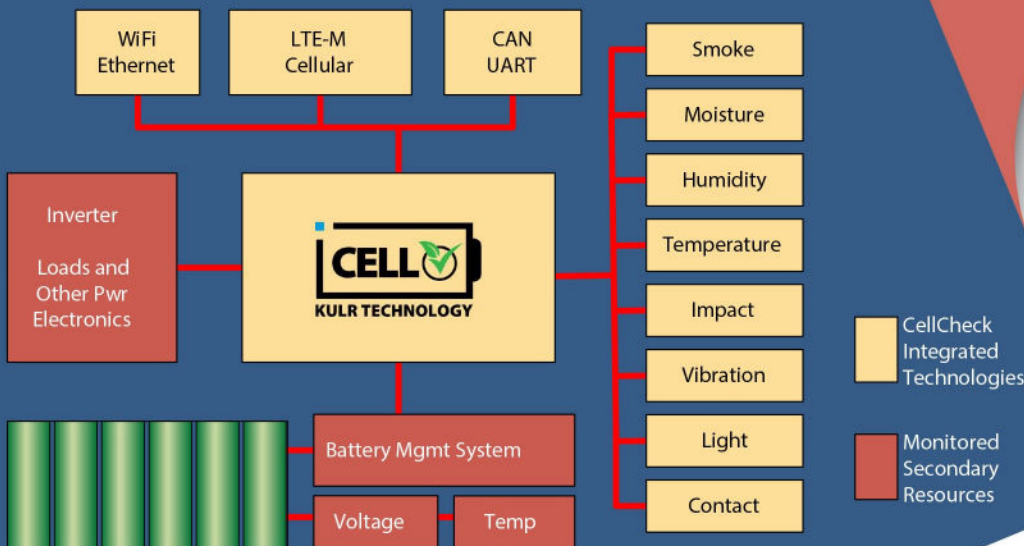 WiFi
Ethernet
LTE-M
Cellular
CAN
UART
Smoke
Moisture
Humidity
Temperature
Impact
Vibration
Light
Contact
Inverter
Loads and
Other Pwr
Electronics
iCELL
KULR TECHNOLOGY
Battery Mgmt System
Voltage
Temp
CellCheck
Integrated
Technologies
Monitored
Secondary
Resources